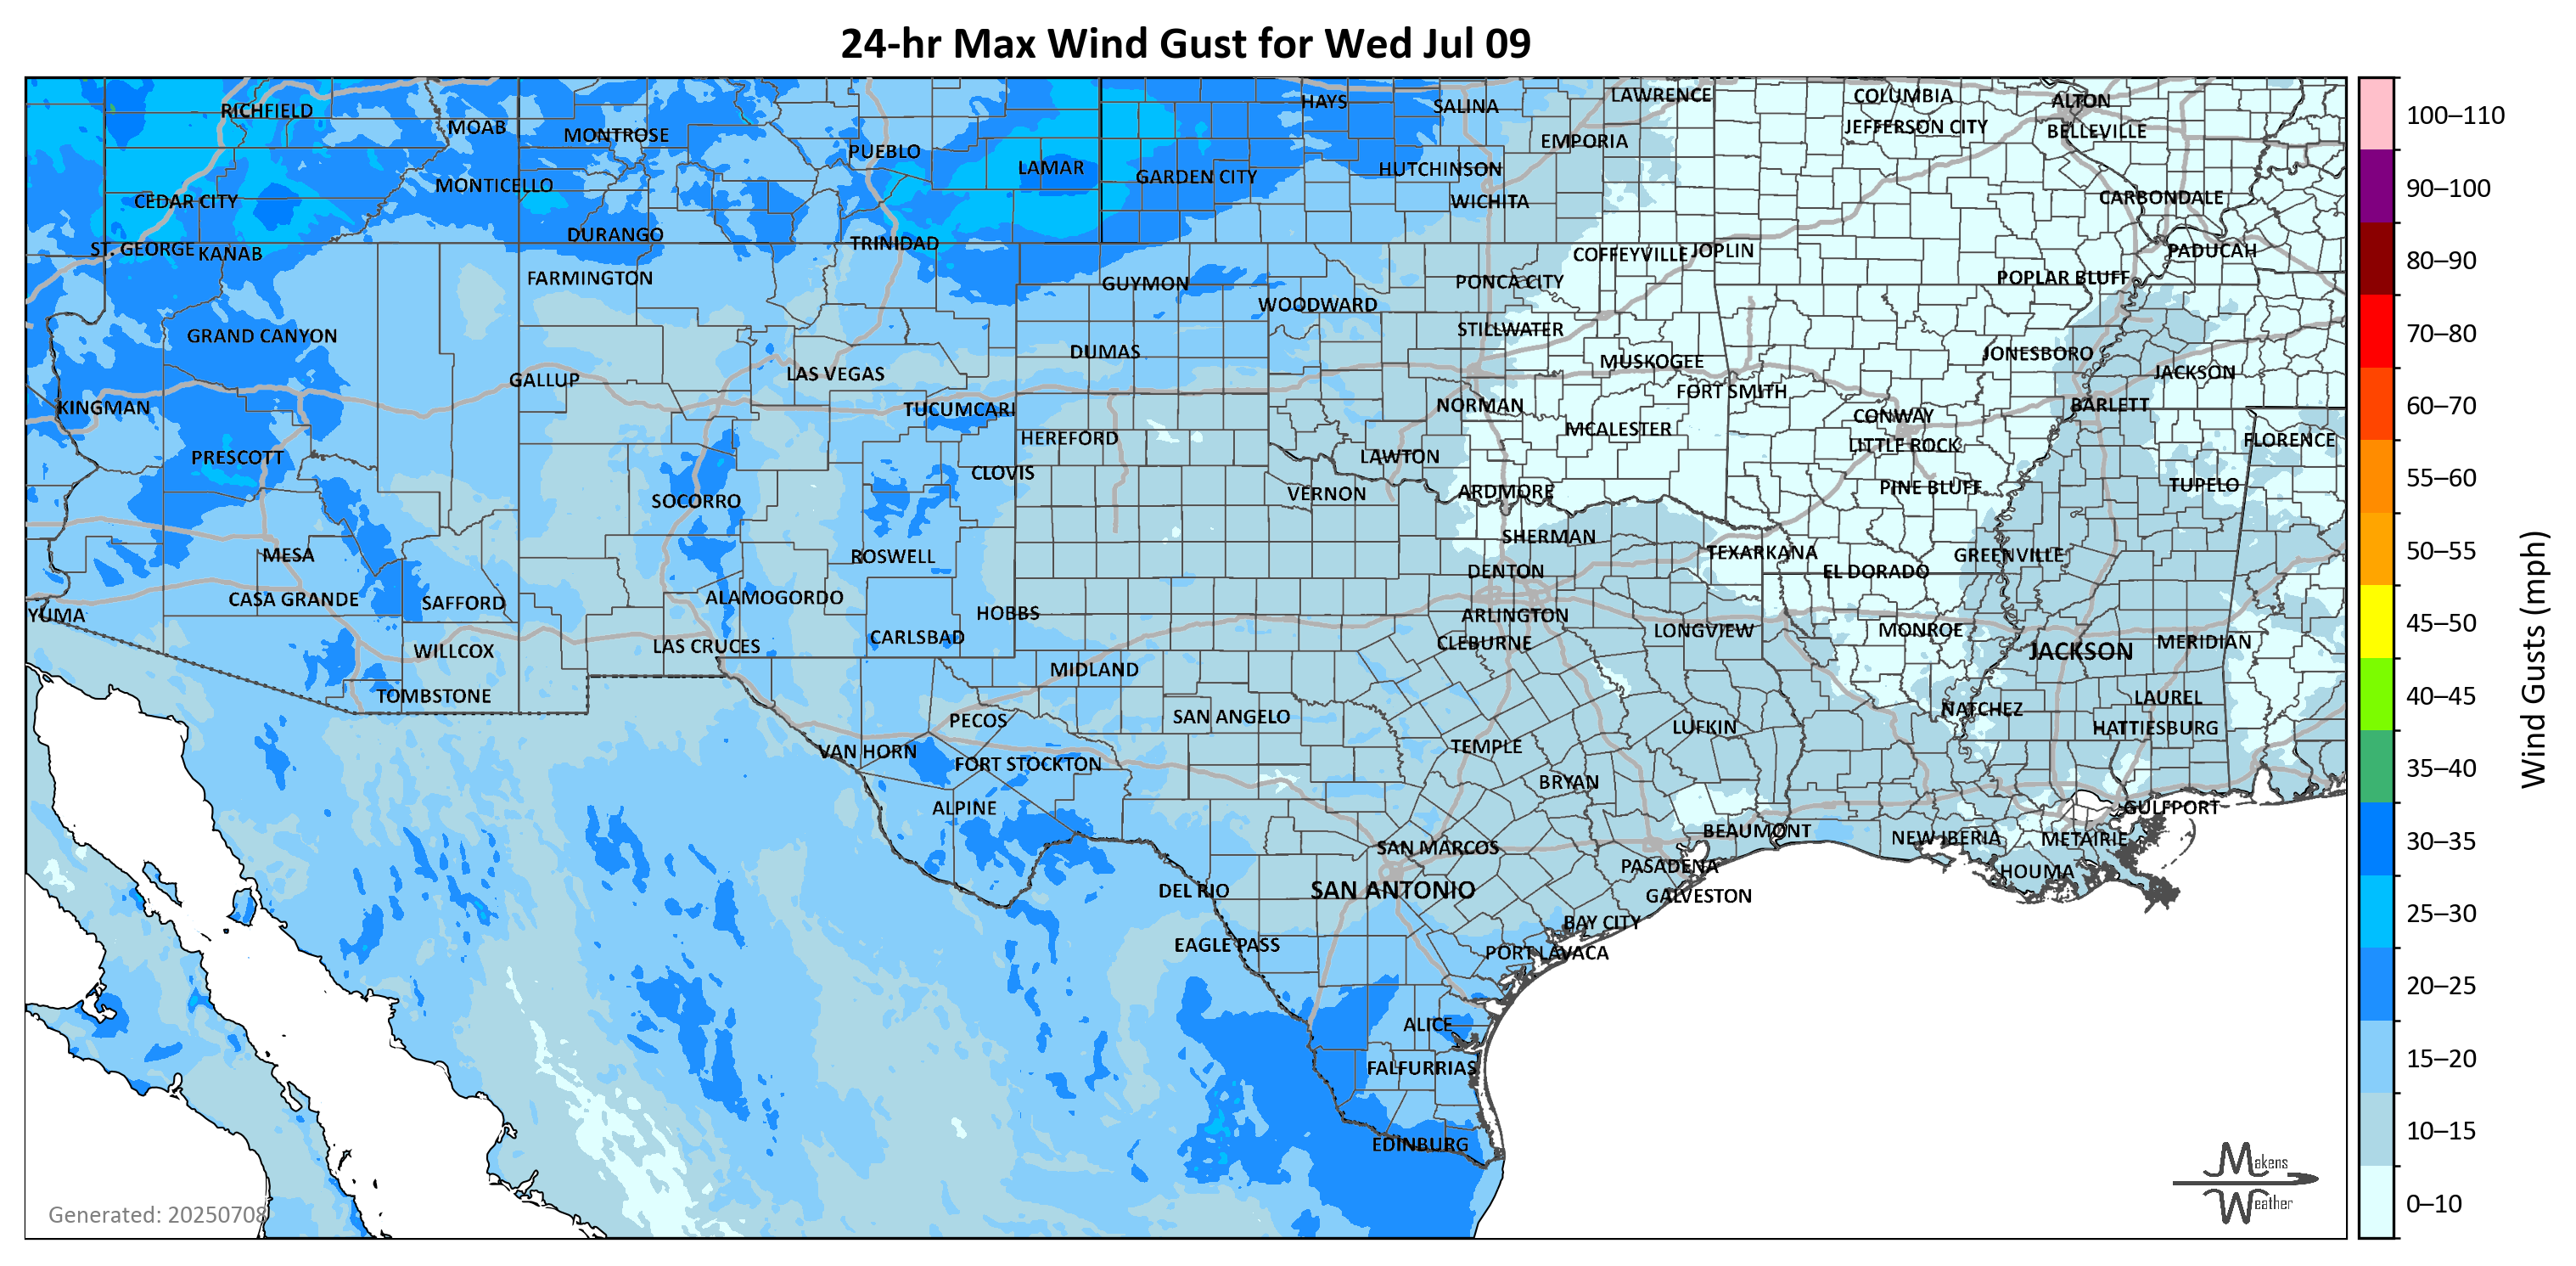 24-hr Max Wind Gust for Wed Jul 09
RICHFIELD
MOAB
MONTROSE
PUEBLO
LAMAR
HAYS
SALINA
LAWRENCE
COLUMBIA
ALTON
JEFFERSON CITY
BELLEVILLE
EMPORIA
HUTCHINSON
GARDEN CITY
MONTICELLO
CEDAR CITY
WICHITA
CARBONDALE
DURANGO
TRINIDAD
ST. GEORGE
KANAB
COFFEYVILLE
JOPLIN
PADUCAH
FARMINGTON
GUYMON
PONCA CITY
POPLAR BLUFF
WOODWARD
GRAND CANYON
STILLWATER
DUMAS
MUSKOGEE
JONESBORO
GALLUP
LAS VEGAS
JACKSON
FORT SMITH
KINGMAN
TUCUMCARI
NORMAN
BARLETT
CONWAY
HEREFORD
MCALESTER
LITTLE ROCK
FLORENCE
PRESCOTT
CLOVIS
LAWTON
SOCORRO
VERNON
ARDMORE
PINE BLUFF
TUPELO
SHERMAN
MESA
ROSWELL
TEXARKANA
GREENVILLE
DENTON
EL DORADO
CASA GRANDE
SAFFORD
ALAMOGORDO
YUMA
HOBBS
ARLINGTON
WILLCOX
LAS CRUCES
CARLSBAD
CLEBURNE
LONGVIEW
MONROE
JACKSON
MERIDIAN
MIDLAND
TOMBSTONE
PECOS
SAN ANGELO
LUFKIN
NATCHEZ
LAUREL
HATTIESBURG
VAN HORN
FORT STOCKTON
TEMPLE
BRYAN
ALPINE
GULFPORT
BEAUMONT
NEW IBERIA
METAIRIE
SAN MARCOS
PASADENA
HOUMA
DEL RIO
SAN ANTONIO
GALVESTON
BAY CITY
EAGLE PASS
PORT LAVACA
ALICE
FALFURRIAS
EDINBURG
Generated: 20250708
Makens
Weather
100–110
90–100
80–90
70–80
60–70
55–60
50–55
45–50
40–45
35–40
30–35
25–30
20–25
15–20
10–15
0–10
Wind Gusts (mph)